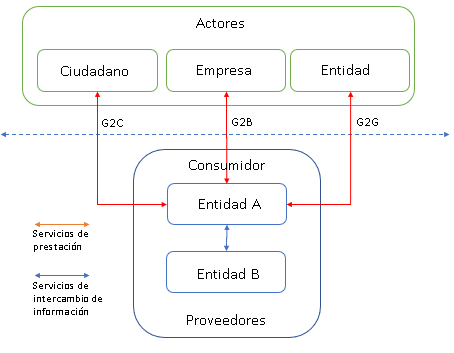 Actores
Ciudadano
Empresa
Entidad
G2C
G2B
G2G
Consumidor
Entidad A
Servicios de
prestación
Entidad B
Servicios de
intercambio de
información
Proveedores